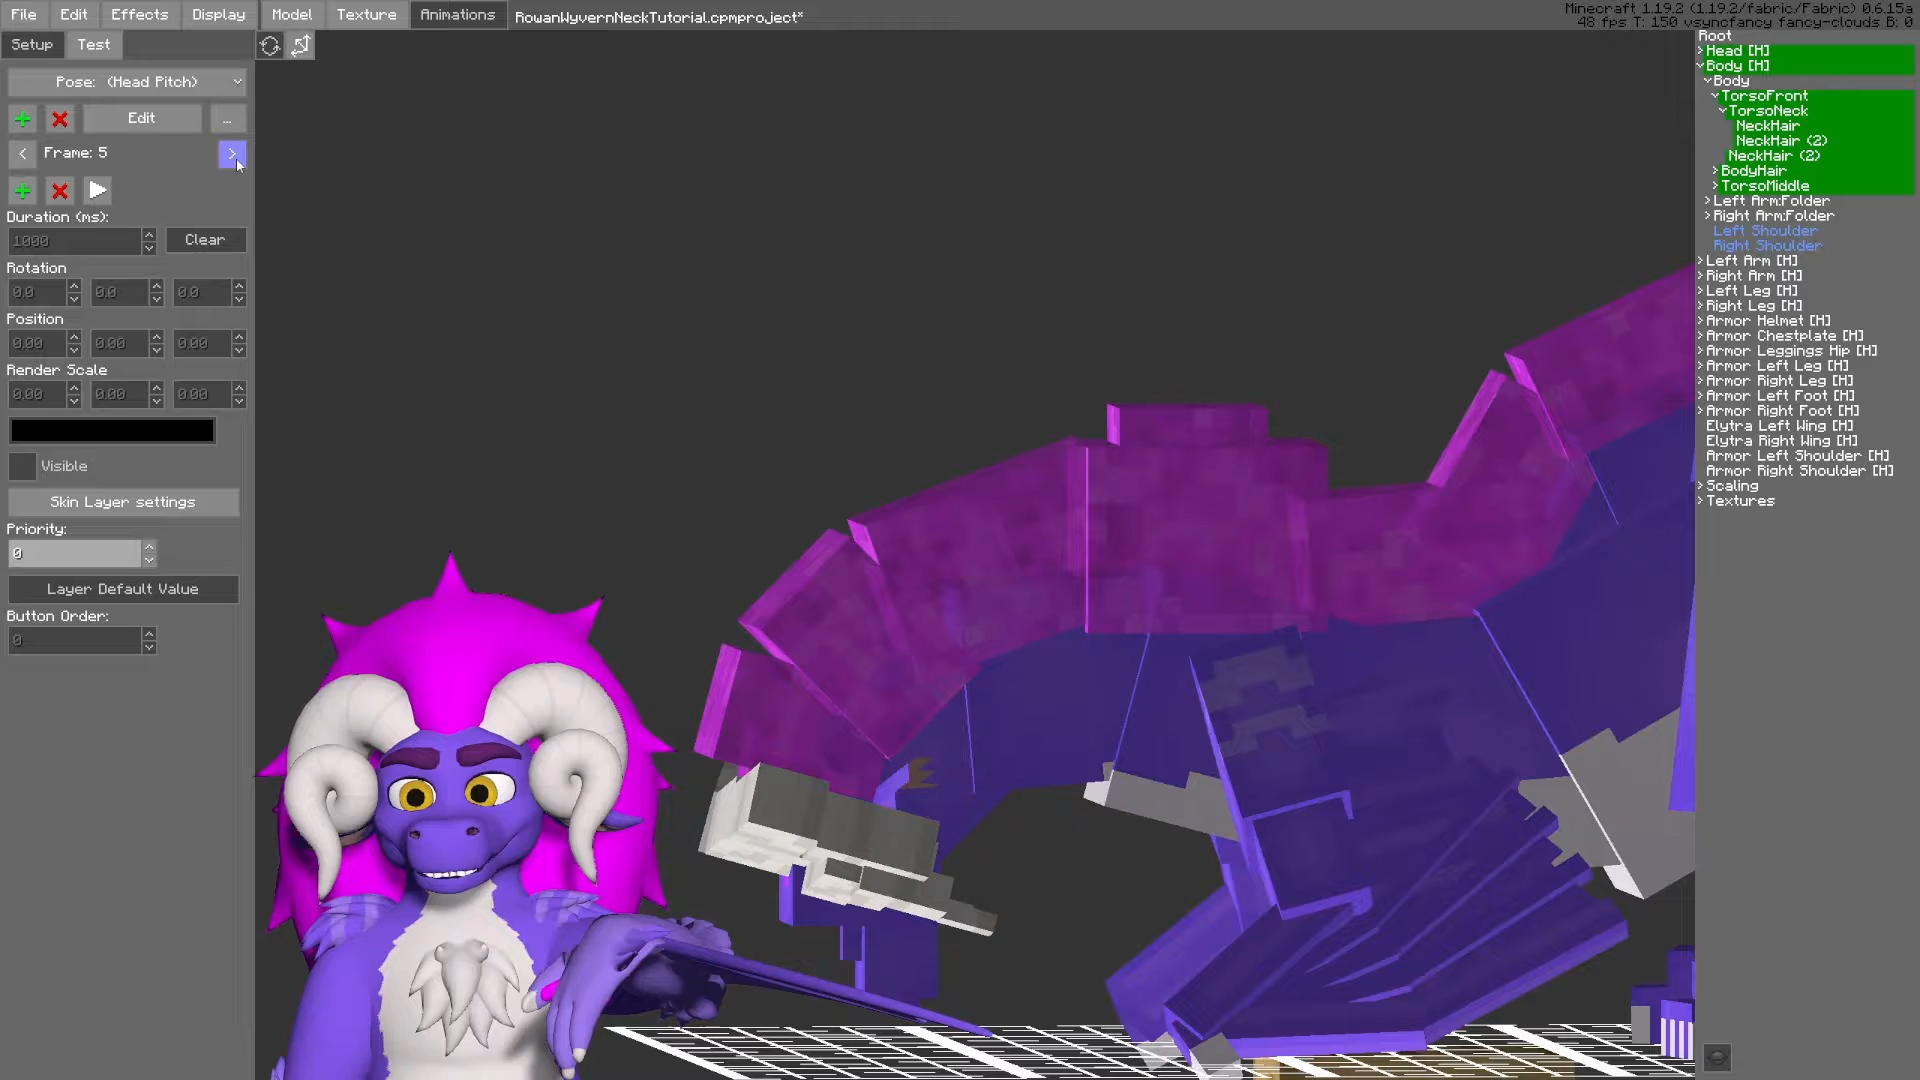 File Edit Effects Display Model Texture Animations RowanWyvernNeckTutorial.cpmproject*
Minecraft 1.19.2 (1.19.2/fabric/Fabric) 0.6.15a
48 fps T: 150 vsyncfancy fancy-clouds B: 0
Setup Test
Pose: (Head Pitch)
Edit ...
< Frame: 5 >
Duration (ms):
1000 Clear
Rotation
0.0 0.0 0.0
Position
0.00 0.00 0.00
Render Scale
0.00 0.00 0.00
Visible
Skin Layer settings
Priority:
0
Layer Default Value
Button Order:
0
Root
Head [H]
Body [H]
Body
TorsoFront
TorsoNeck
NeckHair
NeckHair (2)
NeckHair (2)
BodyHair
TorsoMiddle
Left Arm:Folder
Right Arm:Folder
Left Shoulder
Right Shoulder
Left Arm [H]
Right Arm [H]
Left Leg [H]
Right Leg [H]
Armor Helmet [H]
Armor Chestplate [H]
Armor Leggings Hip [H]
Armor Left Leg [H]
Armor Right Leg [H]
Armor Left Foot [H]
Armor Right Foot [H]
Elytra Left Wing [H]
Elytra Right Wing [H]
Armor Left Shoulder [H]
Armor Right Shoulder [H]
Scaling
Textures